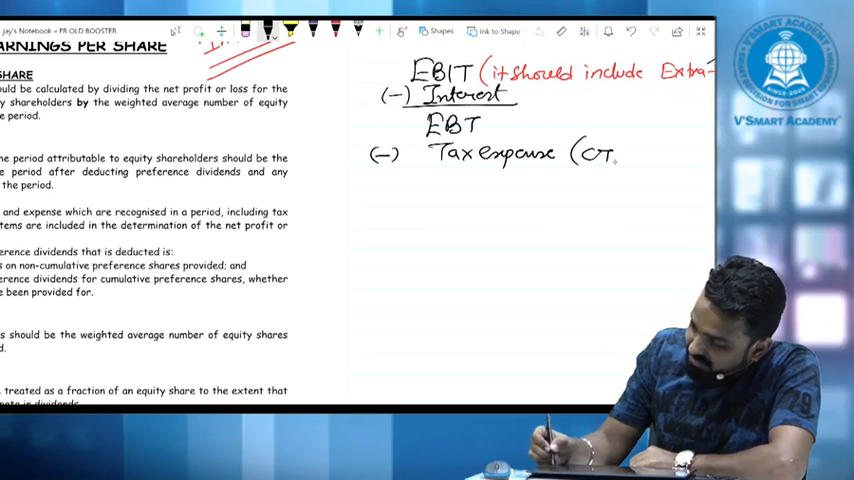 jay's Notebook - FR OLD BOOSTER
Shapes
Ink to Shape
EARNINGS PER SHARE
SHARE
ould be calculated by dividing the net profit or loss for the
y shareholders by the weighted average number of equity
e period.
he period attributable to equity shareholders should be the
e period after deducting preference dividends and any
the period.
and expense which are recognised in a period, including tax
tems are included in the determination of the net profit or
erence dividends that is deducted is:
s on non-cumulative preference shares provided; and
erence dividends for cumulative preference shares, whether
e been provided for.
s should be the weighted average number of equity shares
d.
treated as a fraction of an equity share to the extent that
EBIT (it should include Extra-
(-) Interest
EBT
(-) Tax expense (CT
V'SMART ACADEMY
SINCE-2009
V'SMART ACADEMY®
79